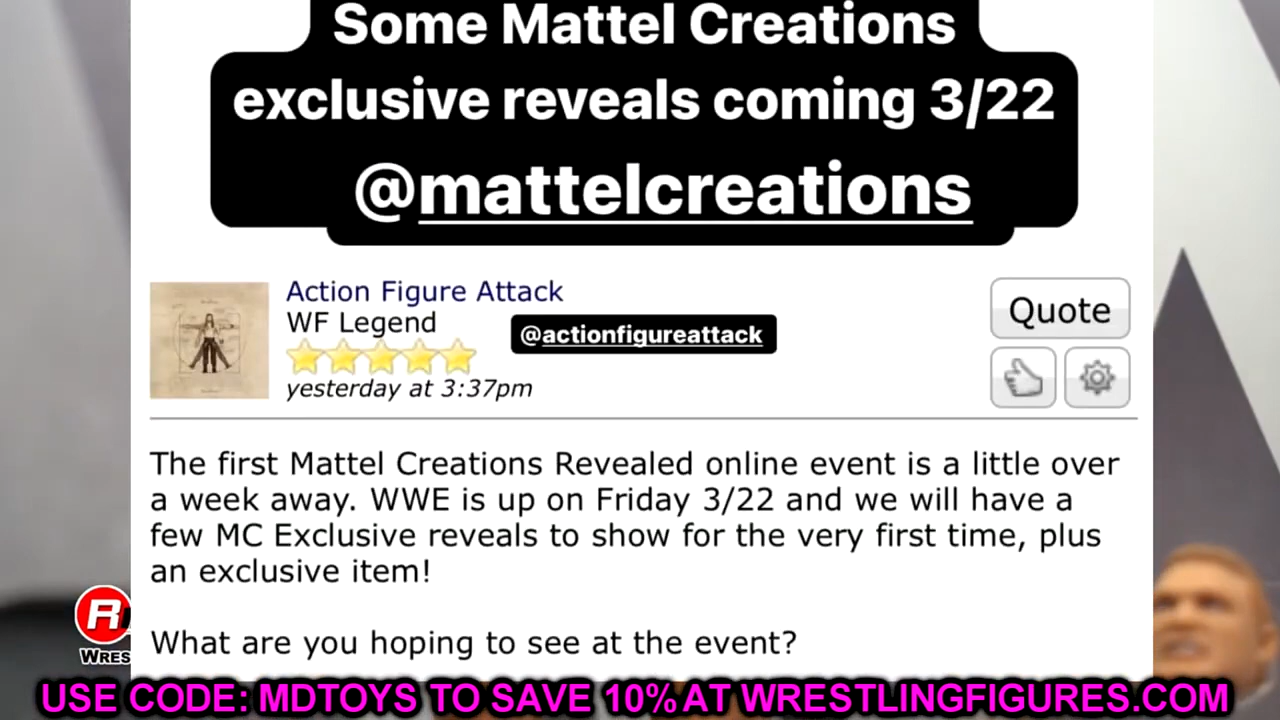 Some Mattel Creations
exclusive reveals coming 3/22
@mattelcreations
Action Figure Attack
WF Legend
@actionfigureattack
yesterday at 3:37pm
Quote
The first Mattel Creations Revealed online event is a little over
a week away. WWE is up on Friday 3/22 and we will have a
few MC Exclusive reveals to show for the very first time, plus
an exclusive item!
What are you hoping to see at the event?
R
WRES
USE CODE: MDTOYS TO SAVE 10% AT WRESTLINGFIGURES.COM